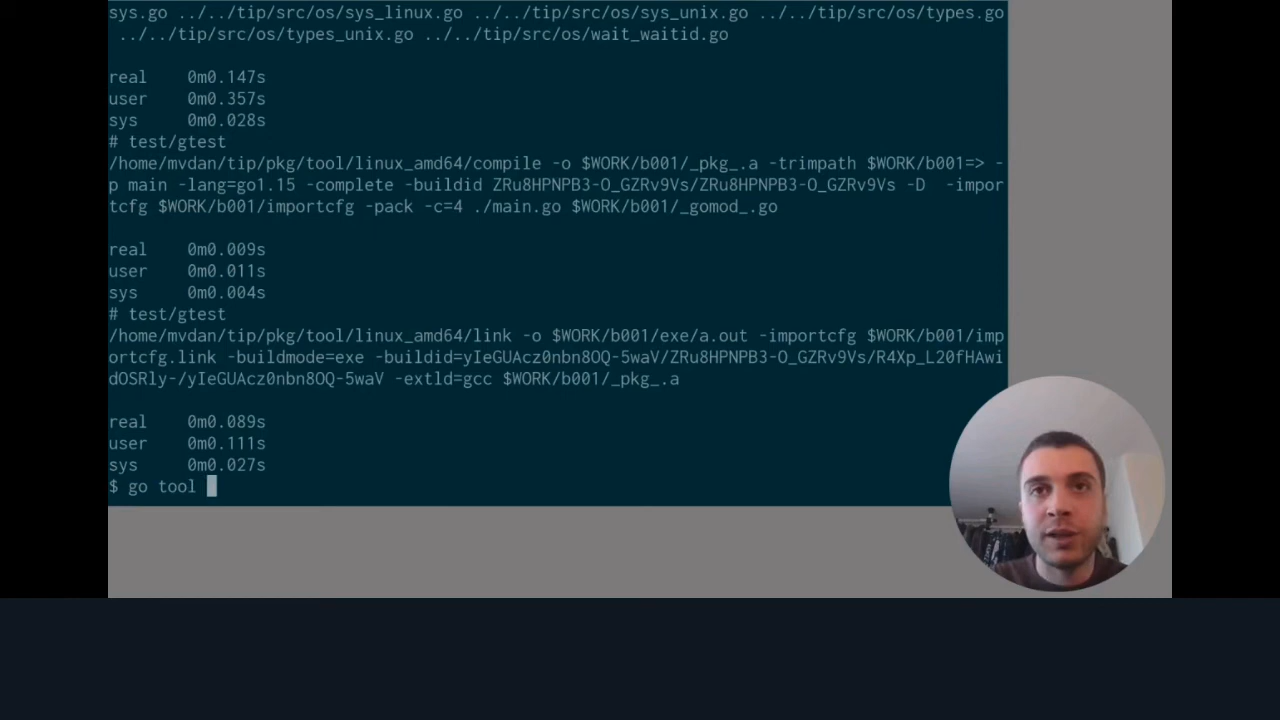 sys.go ../../tip/src/os/sys_linux.go ../../tip/src/os/sys_unix.go ../../tip/src/os/types.go
../../tip/src/os/types_unix.go ../../tip/src/os/wait_waitid.go
real 0m0.147s
user 0m0.357s
sys 0m0.028s
# test/gtest
/home/mvdan/tip/pkg/tool/linux_amd64/compile -o $WORK/b001/_pkg_.a -trimpath $WORK/b001=> -
p main -lang=go1.15 -complete -buildid ZRu8HPNPB3-O_GZRv9Vs/ZRu8HPNPB3-O_GZRv9Vs -D  -impor
tcfg $WORK/b001/importcfg -pack -c=4 ./main.go $WORK/b001/_gomod_.go
real 0m0.009s
user 0m0.011s
sys 0m0.004s
# test/gtest
/home/mvdan/tip/pkg/tool/linux_amd64/link -o $WORK/b001/exe/a.out -importcfg $WORK/b001/imp
ortcfg.link -buildmode=exe -buildid=yIeGUAcz0nbn8OQ-5waV/ZRu8HPNPB3-O_GZRv9Vs/R4Xp_L20fHAwi
dOSRly-/yIeGUAcz0nbn8OQ-5waV -extld=gcc $WORK/b001/_pkg_.a
real 0m0.089s
user 0m0.111s
sys 0m0.027s
$ go tool